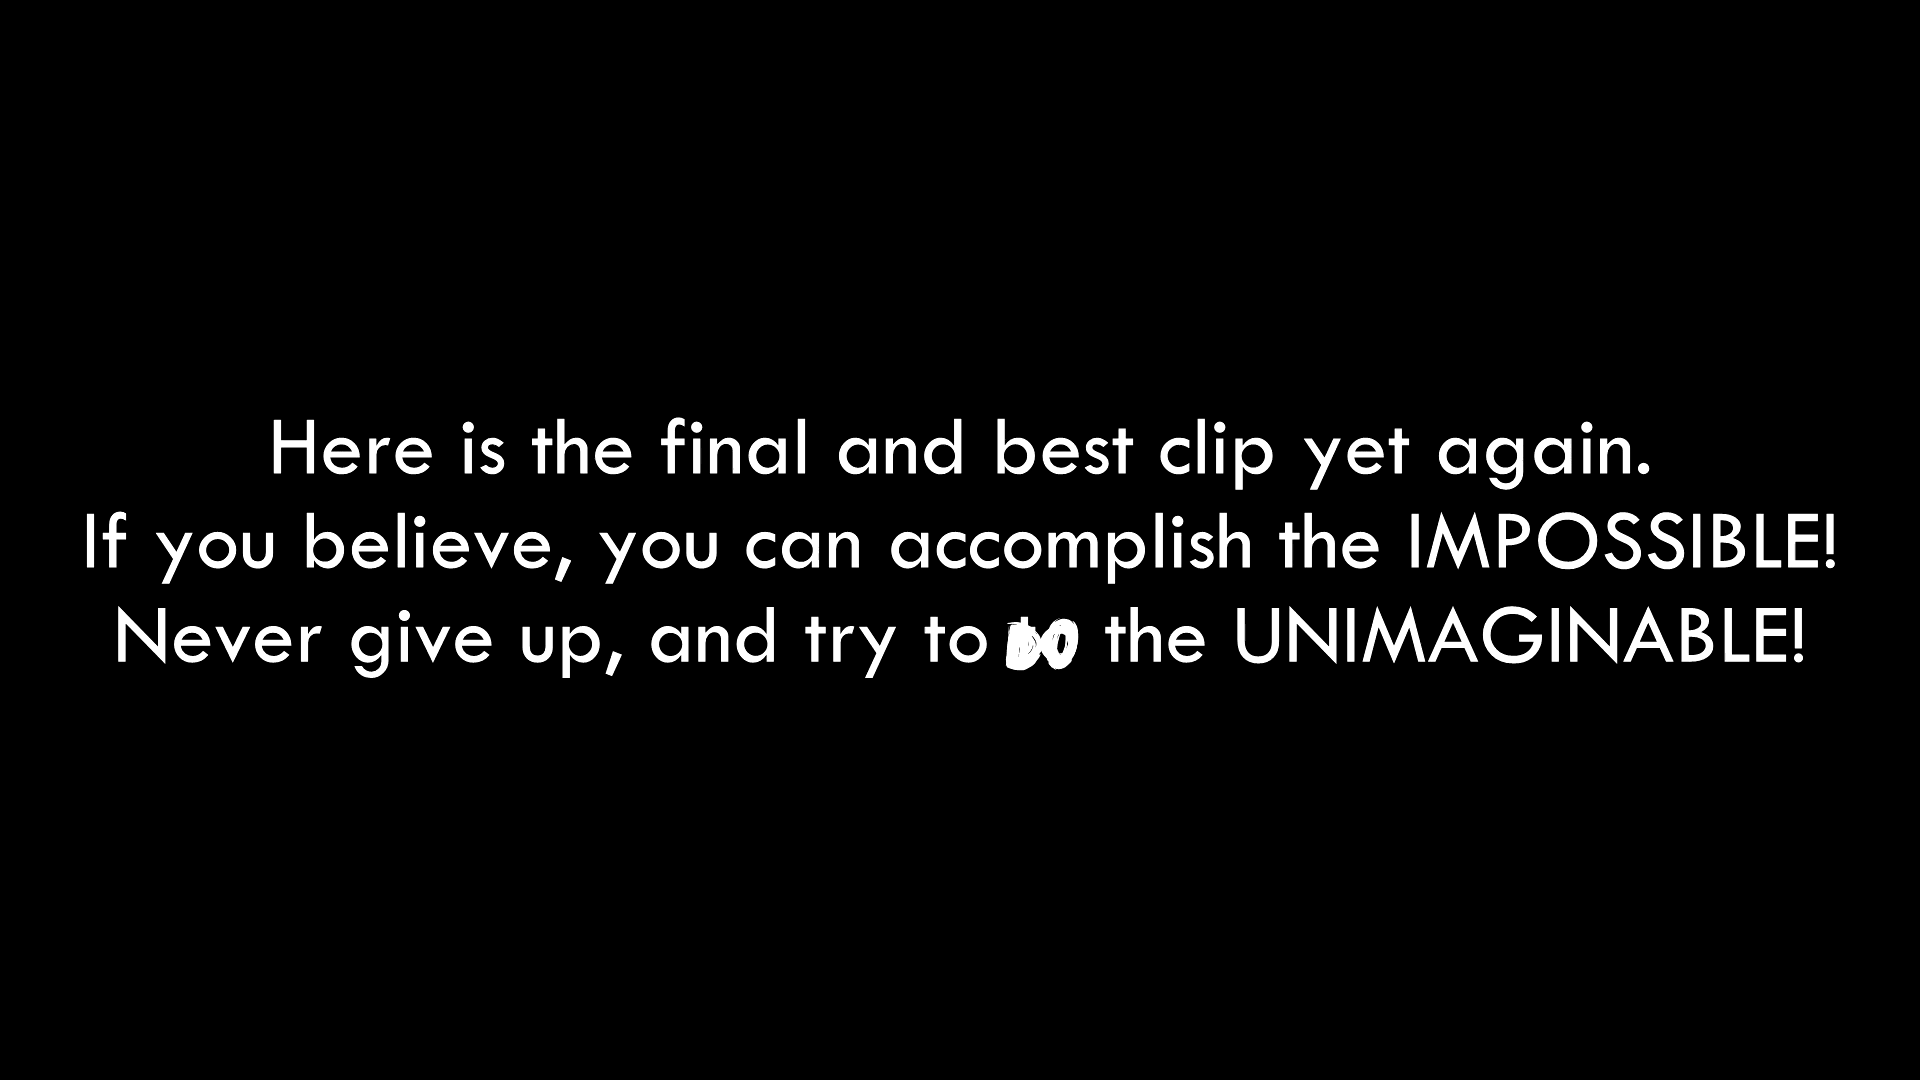 Here is the final and best clip yet again.
If you believe, you can accomplish the IMPOSSIBLE!
Never give up, and try to DO the UNIMAGINABLE!